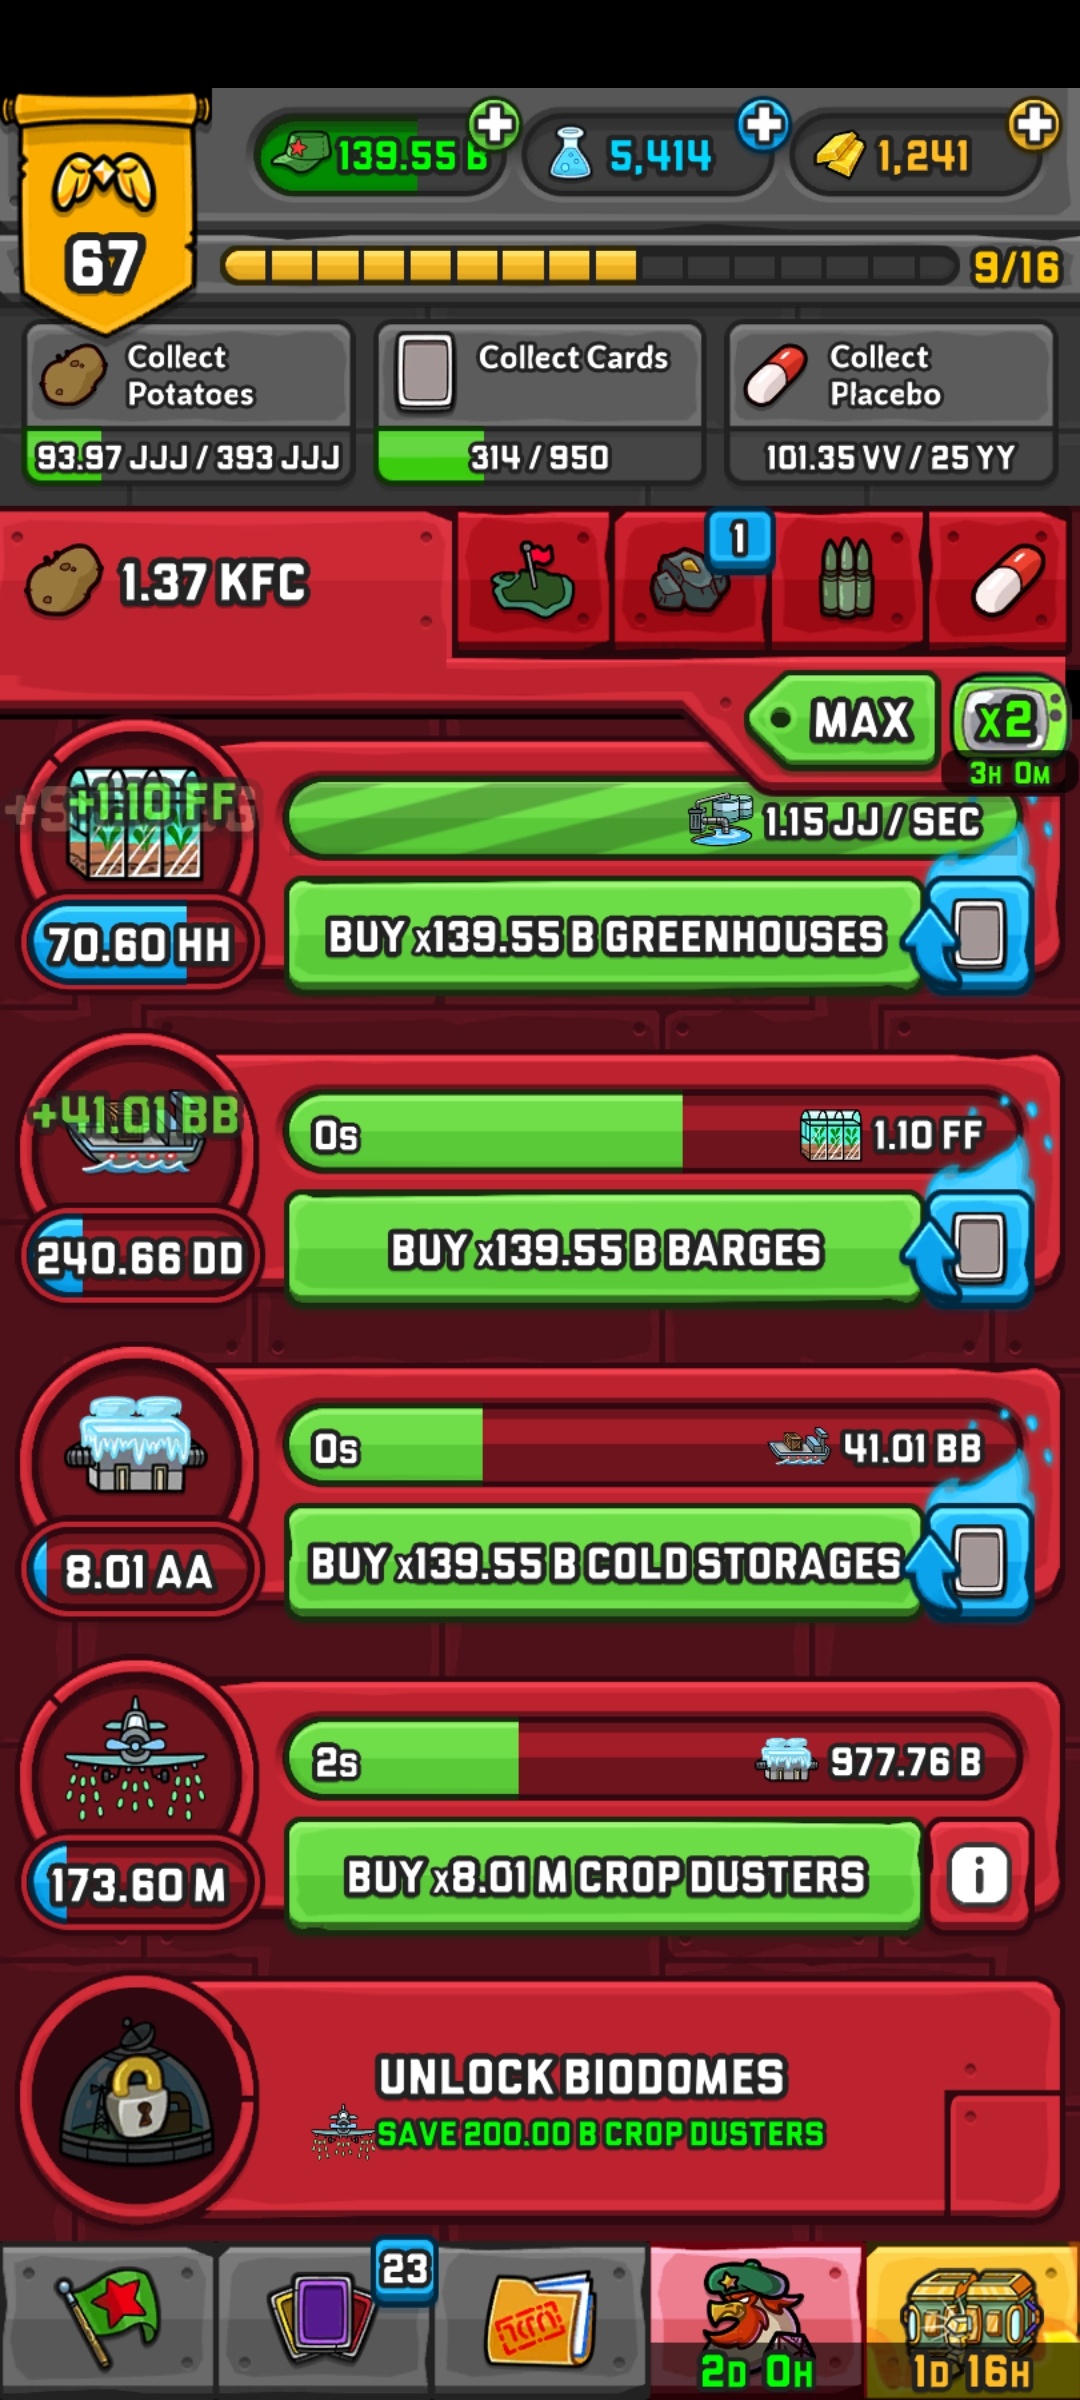 139.55 B
5,414
1,241
67
9/16
Collect
Potatoes
93.97 JJJ / 393 JJJ
Collect Cards
314 / 950
Collect
Placebo
101.35 VV / 25 YY
1.37 KFC
1
MAX
x2
3H 0M
+1.10 FF
1.15 JJ / SEC
70.60 HH
BUY x139.55 B GREENHOUSES
+41.01 BB
0s
1.10 FF
240.66 DD
BUY x139.55 B BARGES
0s
41.01 BB
8.01 AA
BUY x139.55 B COLD STORAGES
2s
977.76 B
173.60 M
BUY x8.01 M CROP DUSTERS
i
UNLOCK BIODOMES
SAVE 200.00 B CROP DUSTERS
23
2D 0H
1D 16H